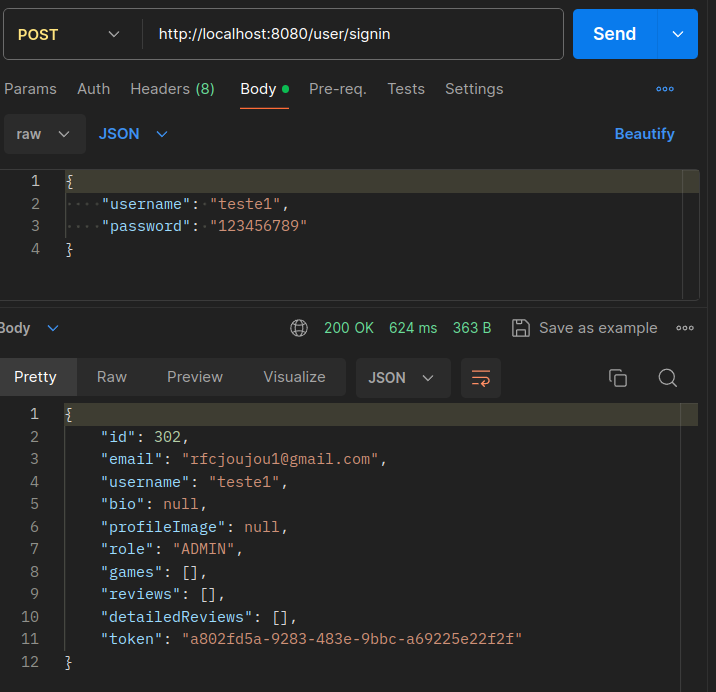 POST http://localhost:8080/user/signin Send
Params Auth Headers (8) Body Pre-req. Tests Settings
raw JSON Beautify
1 {
2 "username": "teste1",
3 "password": "123456789"
4 }
Body 200 OK 624 ms 363 B Save as example
Pretty Raw Preview Visualize JSON
1 {
2 "id": 302,
3 "email": "rfcjoujou1@gmail.com",
4 "username": "teste1",
5 "bio": null,
6 "profileImage": null,
7 "role": "ADMIN",
8 "games": [],
9 "reviews": [],
10 "detailedReviews": [],
11 "token": "a802fd5a-9283-483e-9bbc-a69225e22f2f"
12 }